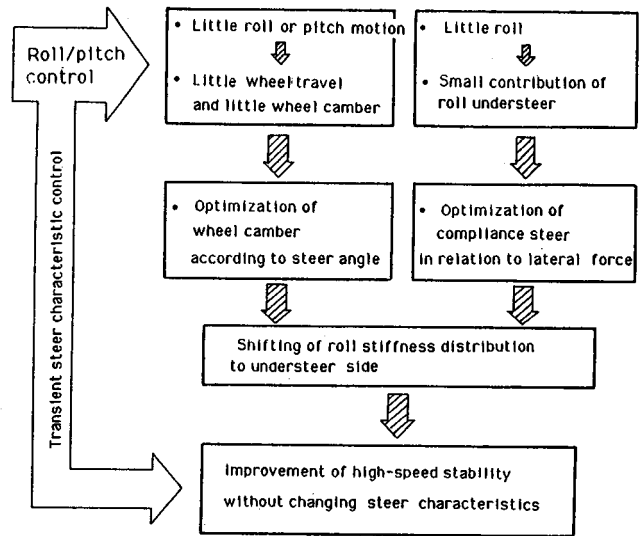 Roll/pitch
control
Transient steer characteristic control
• Little roll or pitch motion
• Little wheel travel
and little wheel camber
• Little roll
• Small contribution of
roll understeer
• Optimization of
wheel camber
according to steer angle
• Optimization of
compliance steer
in relation to lateral force
Shifting of roll stiffness distribution
to understeer side
Improvement of high-speed stability
without changing steer characteristics